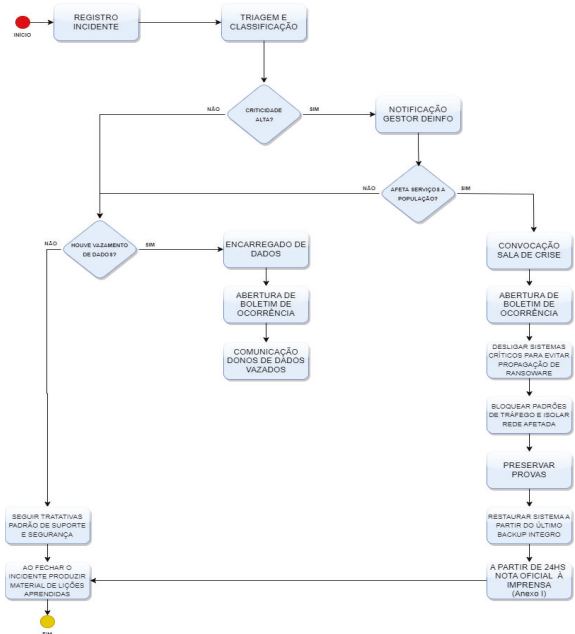 REGISTRO
INCIDENTE
TRIAGEM E
CLASSIFICAÇÃO
INÍCIO
NÃO
CRITICIDADE
ALTA?
SIM
NOTIFICAÇÃO
GESTOR DEINFO
NÃO
AFETA SERVIÇOS A
POPULAÇÃO?
SIM
NÃO
HOUVE VAZAMENTO
DE DADOS?
SIM
ENCARREGADO DE
DADOS
CONVOCAÇÃO
SALA DE CRISE
ABERTURA DE
BOLETIM DE
OCORRÊNCIA
ABERTURA DE
BOLETIM DE
OCORRÊNCIA
COMUNICAÇÃO
DONOS DE DADOS
VAZADOS
DESLIGAR SISTEMAS
CRÍTICOS PARA EVITAR
PROPAGAÇÃO DE
RANSOWARE
BLOQUEAR PADRÕES
DE TRÁFEGO E ISOLAR
REDE AFETADA
PRESERVAR
PROVAS
SEGUIR TRATATIVAS
PADRÃO DE SUPORTE
E SEGURANÇA
RESTAURAR SISTEMA A
PARTIR DO ÚLTIMO
BACKUP INTEGRO
AO FECHAR O
INCIDENTE PRODUZIR
MATERIAL DE LIÇÕES
APRENDIDAS
A PARTIR DE 24HS
NOTA OFICIAL À
IMPRENSA
(Anexo I)